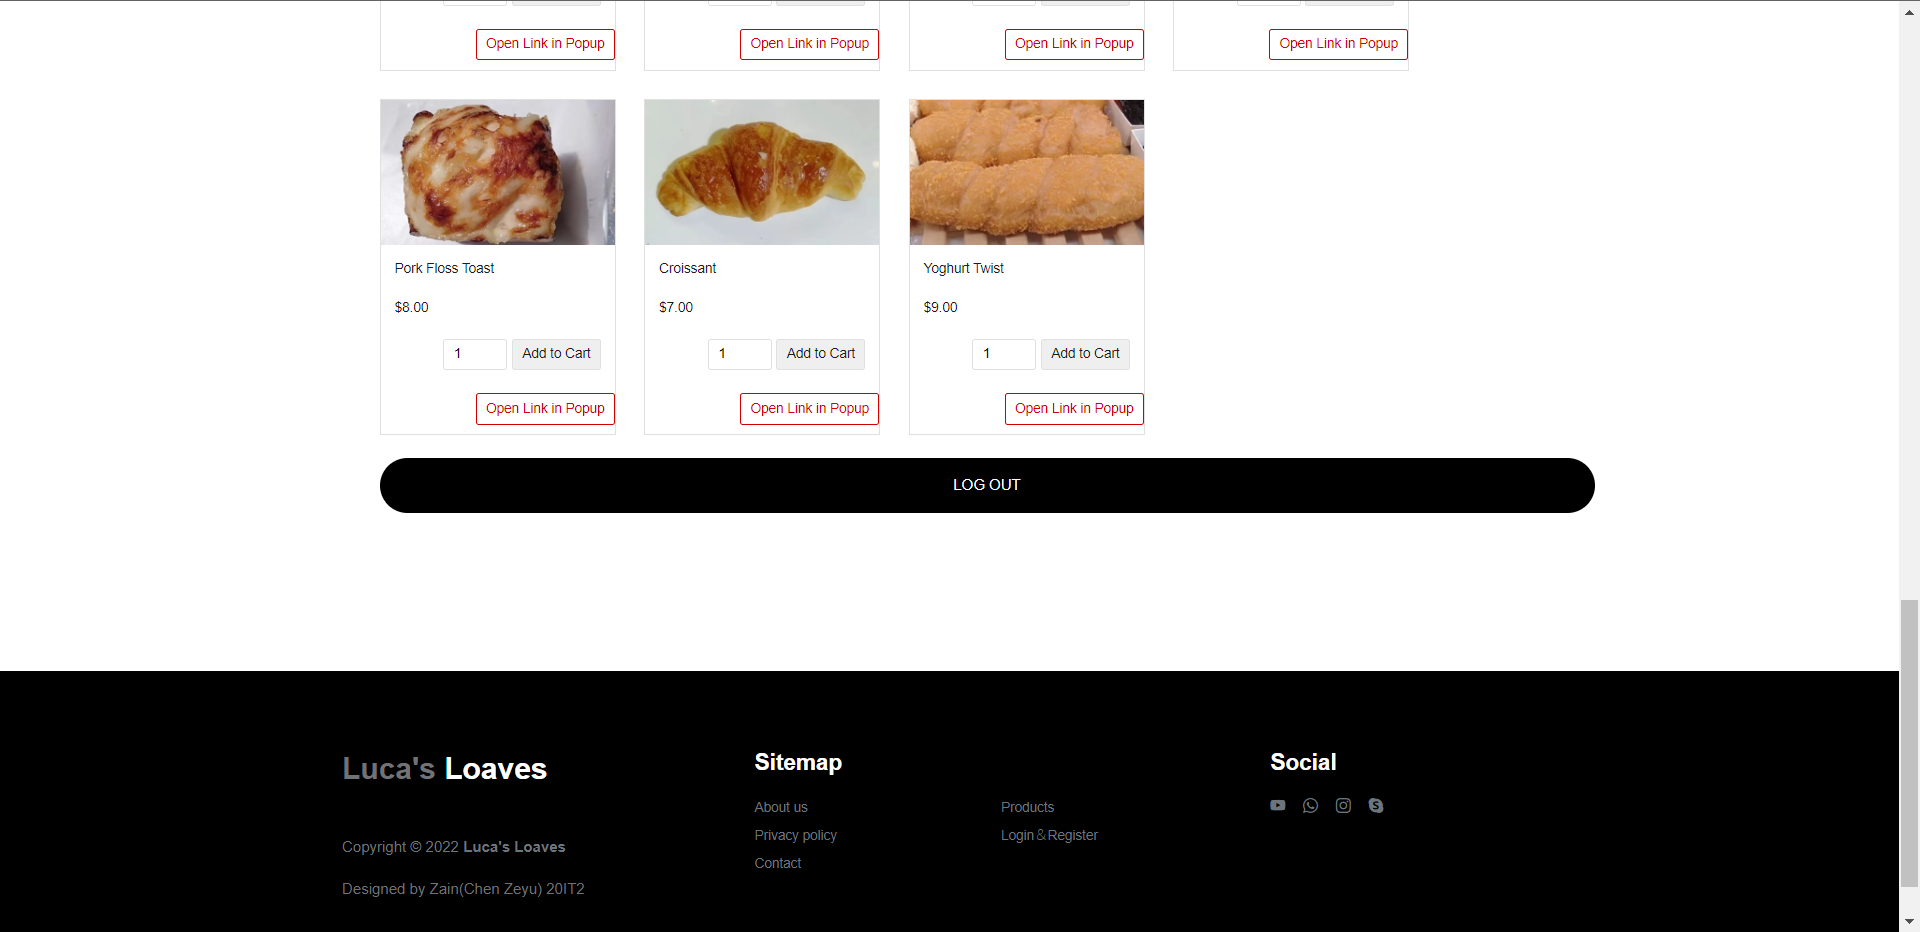 Open Link in Popup Open Link in Popup Open Link in Popup Open Link in Popup
Pork Floss Toast
$8.00
1 Add to Cart
Open Link in Popup
Croissant
$7.00
1 Add to Cart
Open Link in Popup
Yoghurt Twist
$9.00
1 Add to Cart
Open Link in Popup
LOG OUT
Luca's Loaves
Copyright © 2022 Luca's Loaves
Designed by Zain(Chen Zeyu) 20IT2
Sitemap
About us
Privacy policy
Contact
Products
Login＆Register
Social